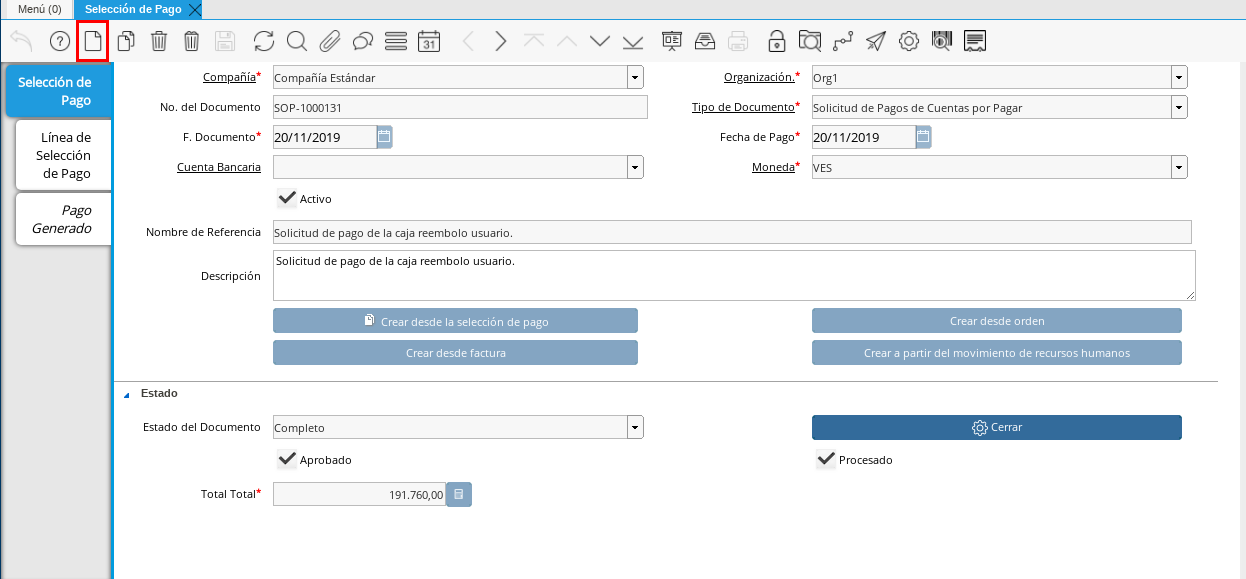 Menú (0)
Selección de Pago
31
Selección de
Pago
Línea de
Selección
de Pago
Pago
Generado
Compañía* Compañía Estándar
Organización.* Org1
No. del Documento SOP-1000131
Tipo de Documento* Solicitud de Pagos de Cuentas por Pagar
F. Documento* 20/11/2019
Fecha de Pago* 20/11/2019
Cuenta Bancaria
Moneda* VES
Activo
Nombre de Referencia Solicitud de pago de la caja reembolo usuario.
Descripción Solicitud de pago de la caja reembolo usuario.
Crear desde la selección de pago
Crear desde orden
Crear desde factura
Crear a partir del movimiento de recursos humanos
Estado
Estado del Documento Completo
Cerrar
Aprobado
Procesado
Total Total* 191.760,00